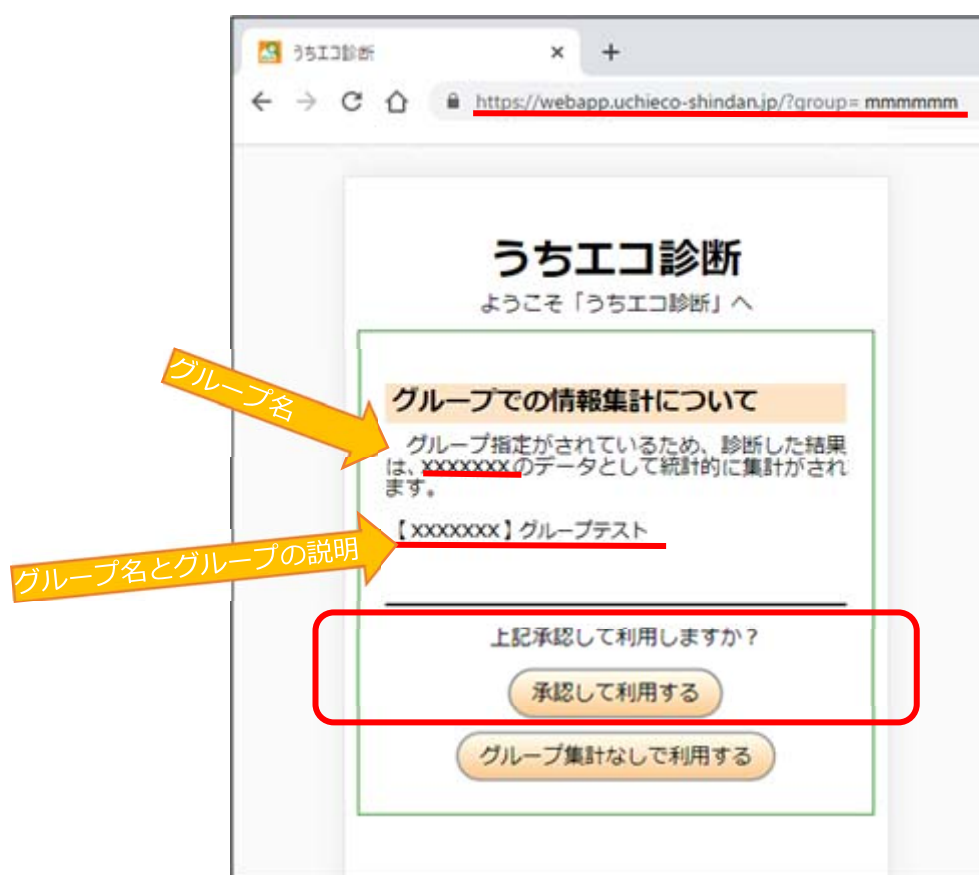 うちエコ診断
https://webapp.uchieco-shindan.jp/?group= mmmmmm
うちエコ診断
ようこそ「うちエコ診断」へ
グループ名
グループでの情報集計について
グループ指定がされているため、診断した結果
は、xxxxxxxのデータとして統計的に集計がされ
ます。
【 xxxxxxx 】グループテスト
グループ名とグループの説明
上記承認して利用しますか？
承認して利用する
グループ集計なしで利用する